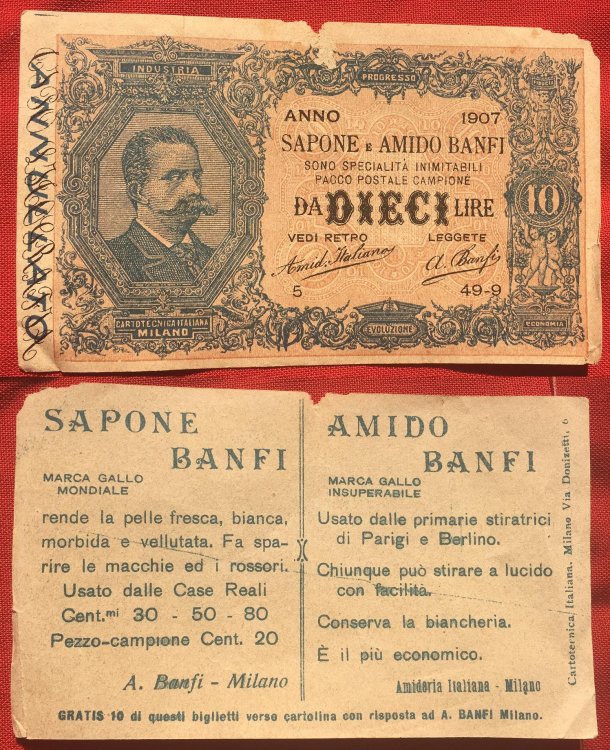 ANNULLATO
INDUSTRIA
PROGRESSO
ANNO 1907
SAPONE E AMIDO BANFI
SONO SPECIALITÀ INIMITABILI
PACCO POSTALE CAMPIONE
DA DIECI LIRE
10
VEDI RETRO LEGGETE
Amid. Italiano A. Banfi
5 49-9
CARTOTECNICA ITALIANA
MILANO
EVOLUZIONE
ECONOMIA
SAPONE
BANFI
MARCA GALLO
MONDIALE
rende la pelle fresca, bianca,
morbida e vellutata. Fa spa-
rire le macchie ed i rossori.
Usato dalle Case Reali
Cent.mi 30 - 50 - 80
Pezzo-campione Cent. 20
A. Banfi - Milano
AMIDO
BANFI
MARCA GALLO
INSUPERABILE
Usato dalle primarie stiratrici
di Parigi e Berlino.
Chiunque può stirare a lucido
con facilità.
Conserva la biancheria.
È il più economico.
Amideria Italiana - Milano
Cartotecnica Italiana. Milano Via Donizetti, 6
GRATIS 10 di questi biglietti verso cartolina con risposta ad A. BANFI Milano.